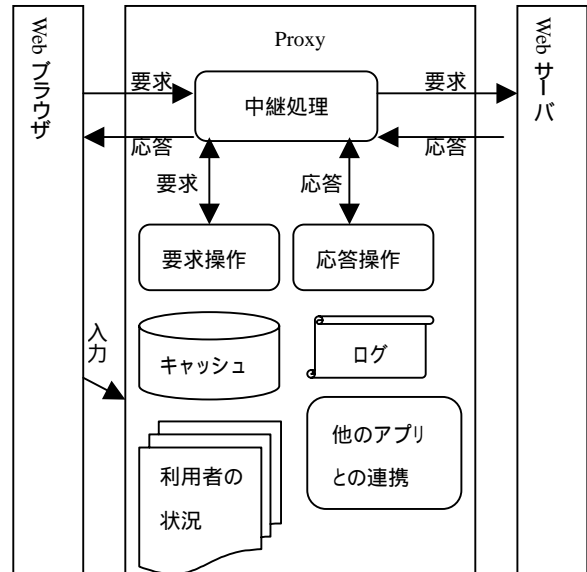 Web ブラウザ
Proxy
Web サーバ
要求
中継処理
要求
応答
応答
要求
応答
要求操作
応答操作
入力
キャッシュ
ログ
利用者の
状況
他のアプリ
との連携